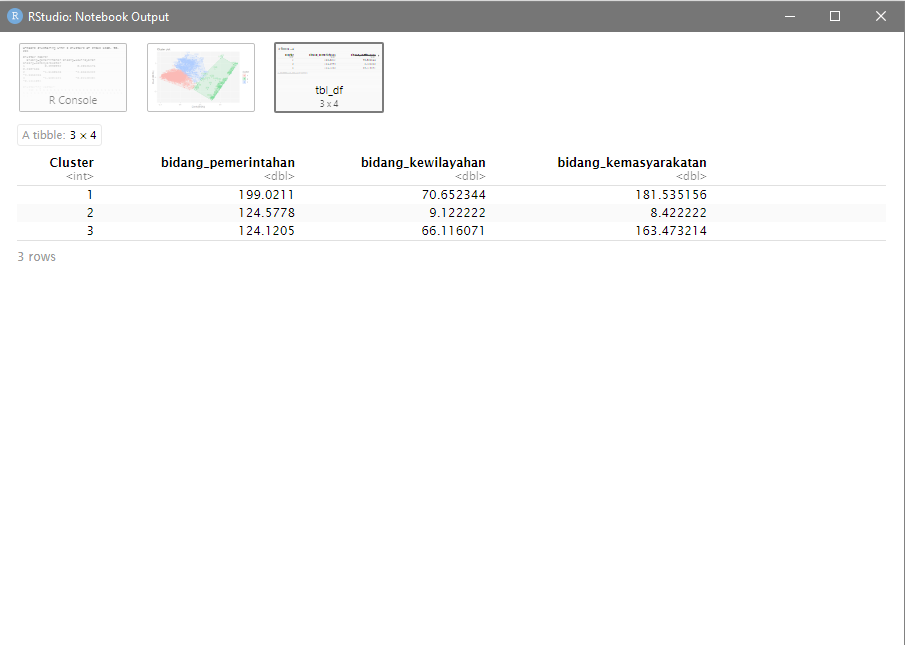 RStudio: Notebook Output
R Console
tbl_df
3 x 4
A tibble: 3 × 4
Cluster bidang_pemerintahan bidang_kewilayahan bidang_kemasyarakatan
<int> <dbl> <dbl> <dbl>
1 199.0211 70.652344 181.535156
2 124.5778 9.122222 8.422222
3 124.1205 66.116071 163.473214
3 rows